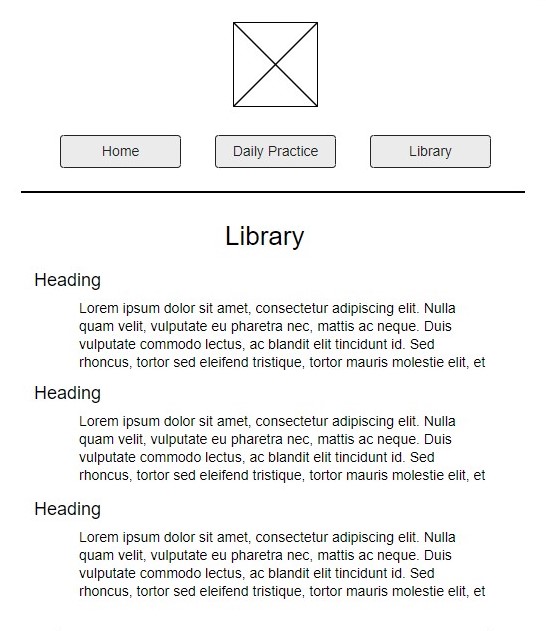 Home
Daily Practice
Library
Library
Heading
Lorem ipsum dolor sit amet, consectetur adipiscing elit. Nulla
quam velit, vulputate eu pharetra nec, mattis ac neque. Duis
vulputate commodo lectus, ac blandit elit tincidunt id. Sed
rhoncus, tortor sed eleifend tristique, tortor mauris molestie elit, et
Heading
Lorem ipsum dolor sit amet, consectetur adipiscing elit. Nulla
quam velit, vulputate eu pharetra nec, mattis ac neque. Duis
vulputate commodo lectus, ac blandit elit tincidunt id. Sed
rhoncus, tortor sed eleifend tristique, tortor mauris molestie elit, et
Heading
Lorem ipsum dolor sit amet, consectetur adipiscing elit. Nulla
quam velit, vulputate eu pharetra nec, mattis ac neque. Duis
vulputate commodo lectus, ac blandit elit tincidunt id. Sed
rhoncus, tortor sed eleifend tristique, tortor mauris molestie elit, et